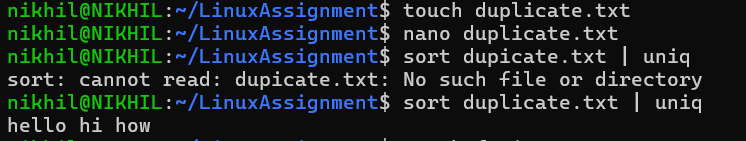 nikhil@NIKHIL:~/LinuxAssignment$ touch duplicate.txt
nikhil@NIKHIL:~/LinuxAssignment$ nano duplicate.txt
nikhil@NIKHIL:~/LinuxAssignment$ sort dupicate.txt | uniq
sort: cannot read: dupicate.txt: No such file or directory
nikhil@NIKHIL:~/LinuxAssignment$ sort duplicate.txt | uniq
hello hi how